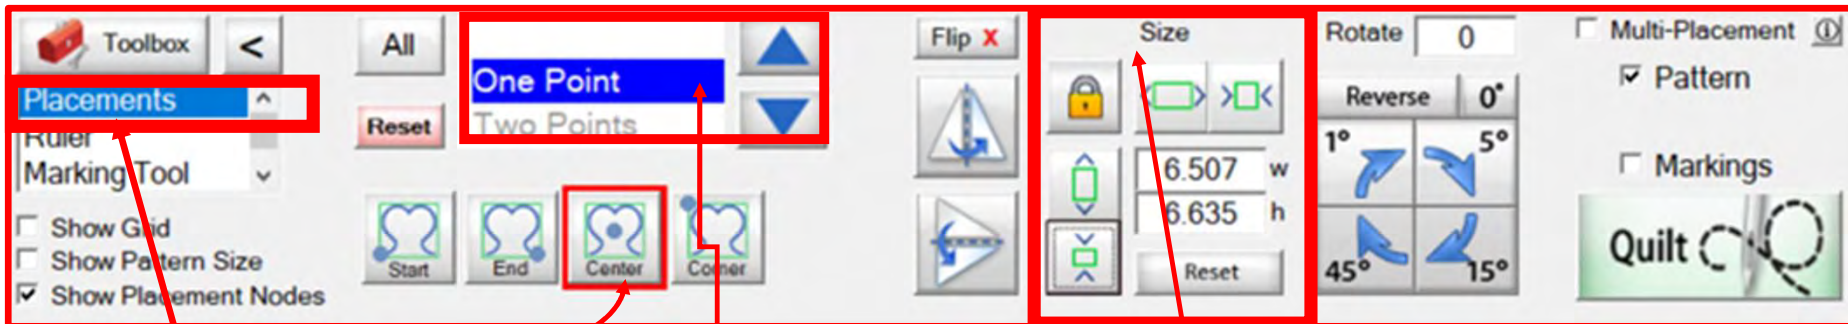 Toolbox
<
Placements
Ruler
Marking Tool
Show Grid
Show Pattern Size
Show Placement Nodes
All
Reset
One Point
Two Points
Start
End
Center
Corner
Flip X
Size
6.507 w
6.635 h
Reset
Rotate 0
Reverse 0°
1° 5°
45° 15°
Multi-Placement
Pattern
Markings
Quilt